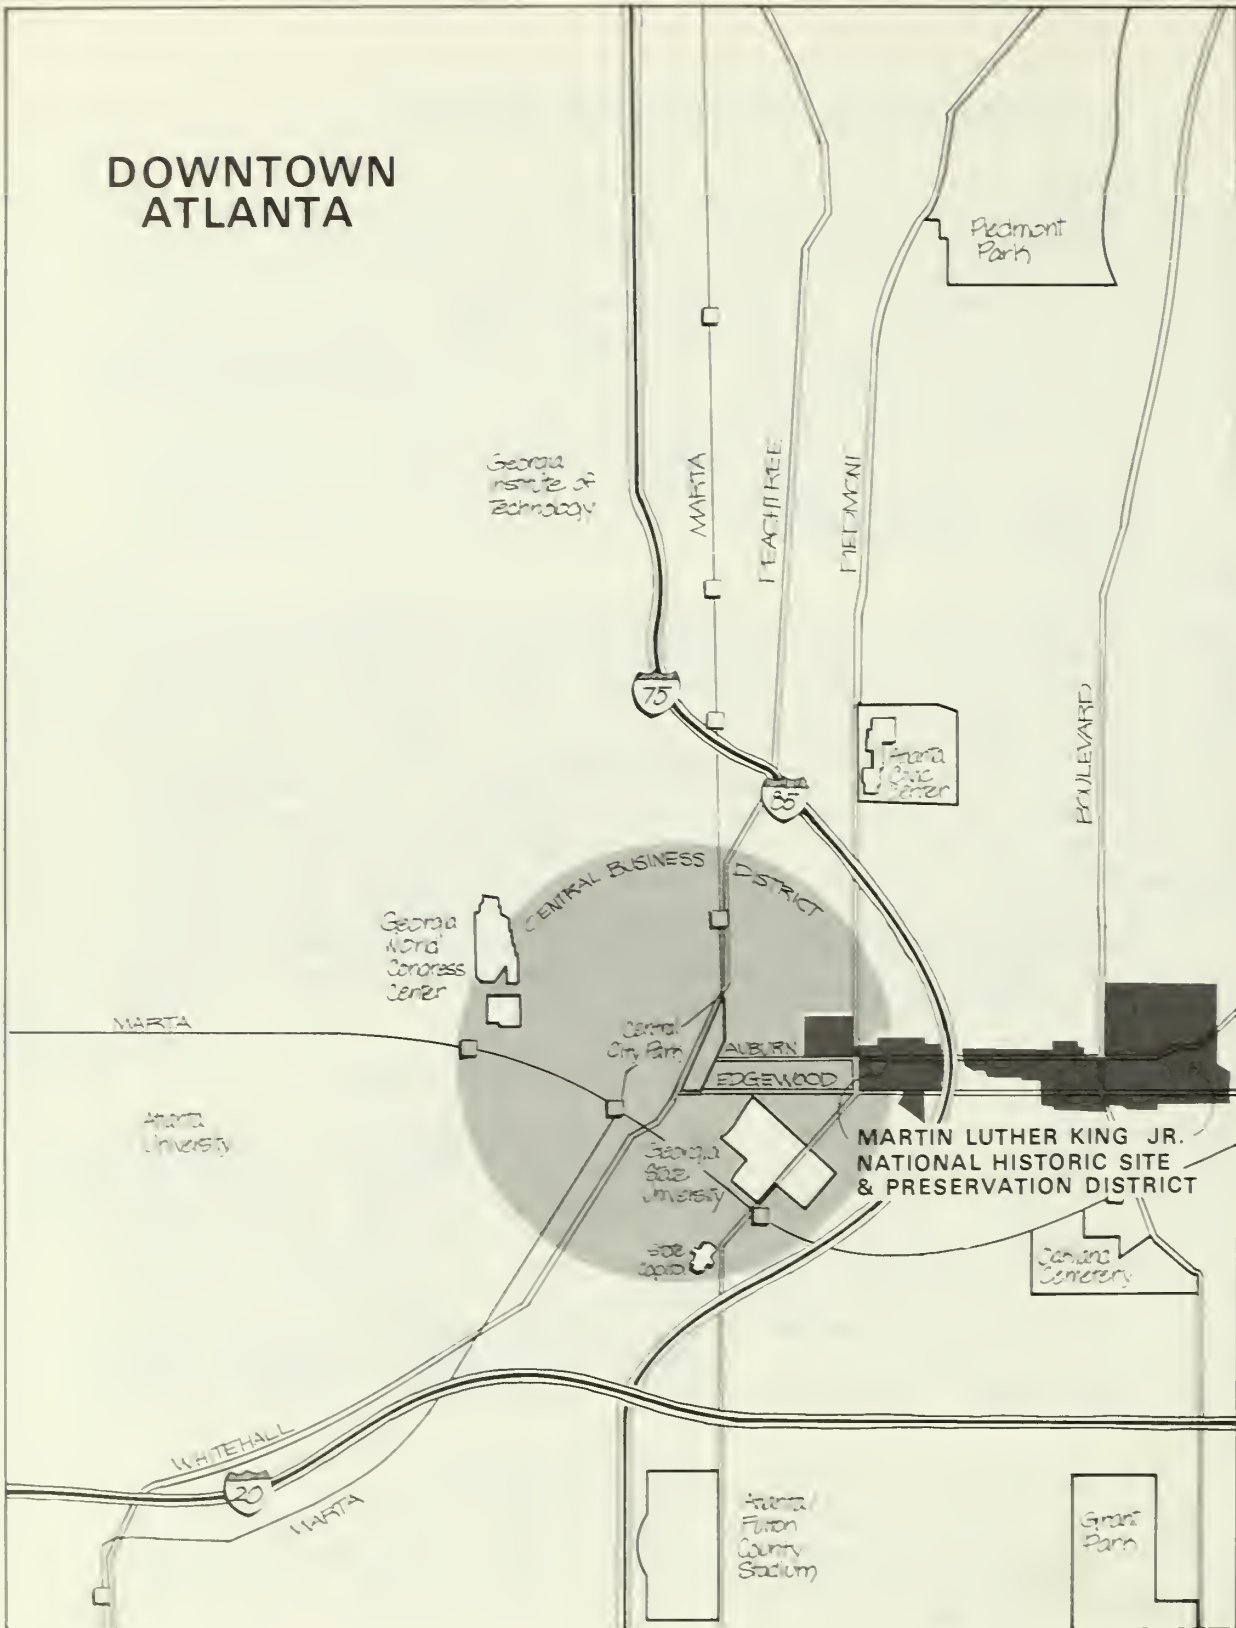 DOWNTOWN
ATLANTA
Piedmont
Park
Georgia
Institute of
Technology
MARTA
PEACHTREE
PIEDMONT
BOULEVARD
75
85
Atlanta
Civic
Center
CENTRAL BUSINESS DISTRICT
Georgia
World
Congress
Center
MARTA
Central
City Park
AUBURN
EDGEWOOD
Atlanta
University
Georgia
State
University
MARTIN LUTHER KING JR.
NATIONAL HISTORIC SITE
& PRESERVATION DISTRICT
State
Capitol
Oakland
Cemetery
WHITEHALL
20
MARTA
Atlanta/
Fulton
County
Stadium
Grant
Park